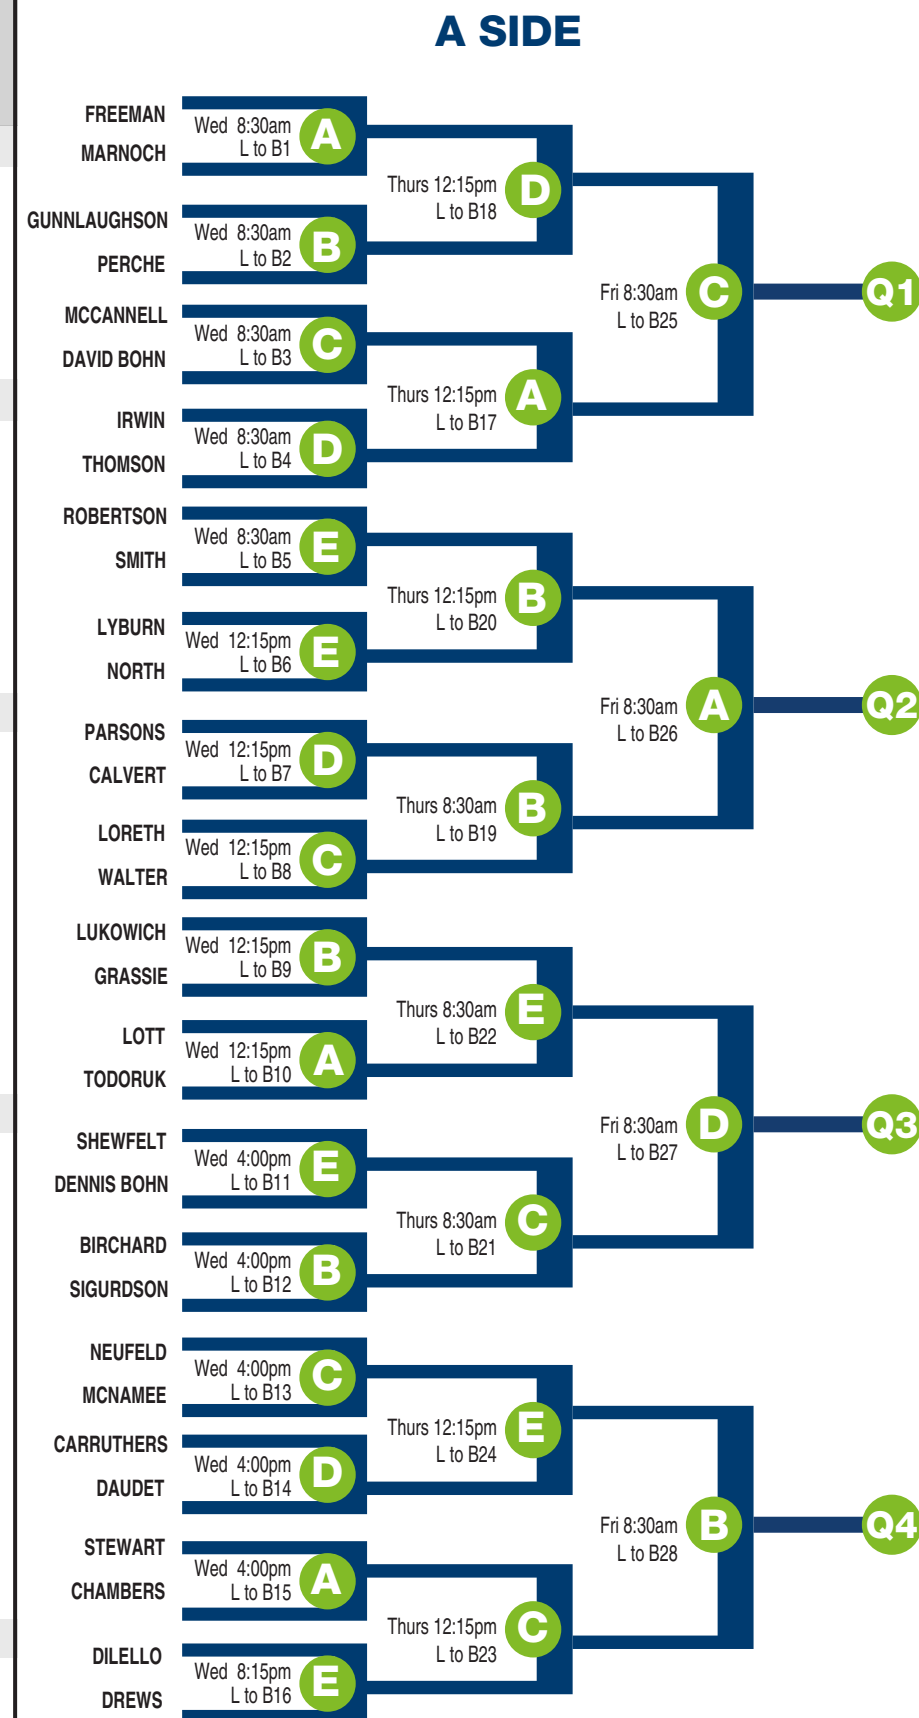 A SIDE
FREEMAN
MARNOCH
Wed 8:30am
L to B1
A
GUNNLAUGHSON
PERCHE
Wed 8:30am
L to B2
B
Thurs 12:15pm
L to B18
D
MCCANNELL
DAVID BOHN
Wed 8:30am
L to B3
C
IRWIN
THOMSON
Wed 8:30am
L to B4
D
Thurs 12:15pm
L to B17
A
Fri 8:30am
L to B25
C
Q1
ROBERTSON
SMITH
Wed 8:30am
L to B5
E
LYBURN
NORTH
Wed 12:15pm
L to B6
E
Thurs 12:15pm
L to B20
B
PARSONS
CALVERT
Wed 12:15pm
L to B7
D
LORETH
WALTER
Wed 12:15pm
L to B8
C
Thurs 8:30am
L to B19
B
Fri 8:30am
L to B26
A
Q2
LUKOWICH
GRASSIE
Wed 12:15pm
L to B9
B
LOTT
TODORUK
Wed 12:15pm
L to B10
A
Thurs 8:30am
L to B22
E
SHEWFELT
DENNIS BOHN
Wed 4:00pm
L to B11
E
BIRCHARD
SIGURDSON
Wed 4:00pm
L to B12
B
Thurs 8:30am
L to B21
C
Fri 8:30am
L to B27
D
Q3
NEUFELD
MCNAMEE
Wed 4:00pm
L to B13
C
CARRUTHERS
DAUDET
Wed 4:00pm
L to B14
D
Thurs 12:15pm
L to B24
E
STEWART
CHAMBERS
Wed 4:00pm
L to B15
A
DILELLO
DREWS
Wed 8:15pm
L to B16
E
Thurs 12:15pm
L to B23
C
Fri 8:30am
L to B28
B
Q4